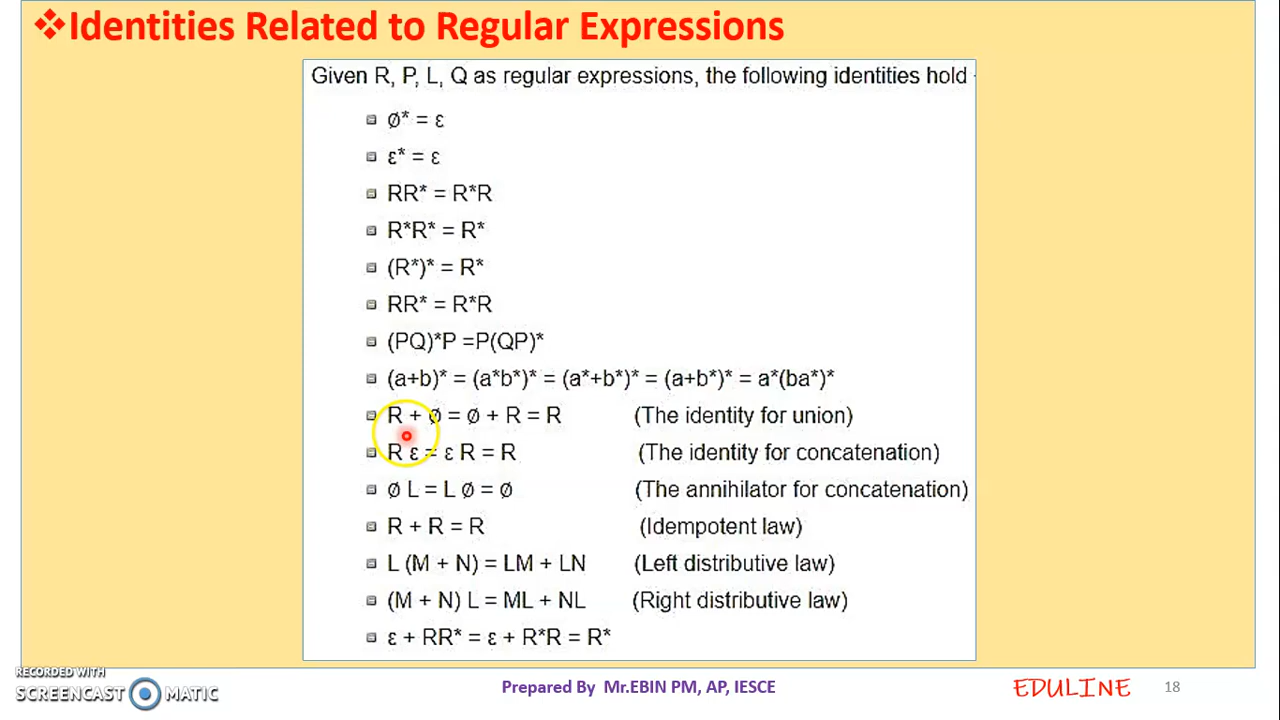 ❖Identities Related to Regular Expressions
Given R, P, L, Q as regular expressions, the following identities hold -
∅* = ε
ε* = ε
RR* = R*R
R*R* = R*
(R*)* = R*
RR* = R*R
(PQ)*P =P(QP)*
(a+b)* = (a*b*)* = (a*+b*)* = (a+b*)* = a*(ba*)*
R + ∅ = ∅ + R = R (The identity for union)
R ε = ε R = R (The identity for concatenation)
∅ L = L ∅ = ∅ (The annihilator for concatenation)
R + R = R (Idempotent law)
L (M + N) = LM + LN (Left distributive law)
(M + N) L = ML + NL (Right distributive law)
ε + RR* = ε + R*R = R*
RECORDED WITH
SCREENCAST MATIC
Prepared By Mr.EBIN PM, AP, IESCE
EDULINE
18